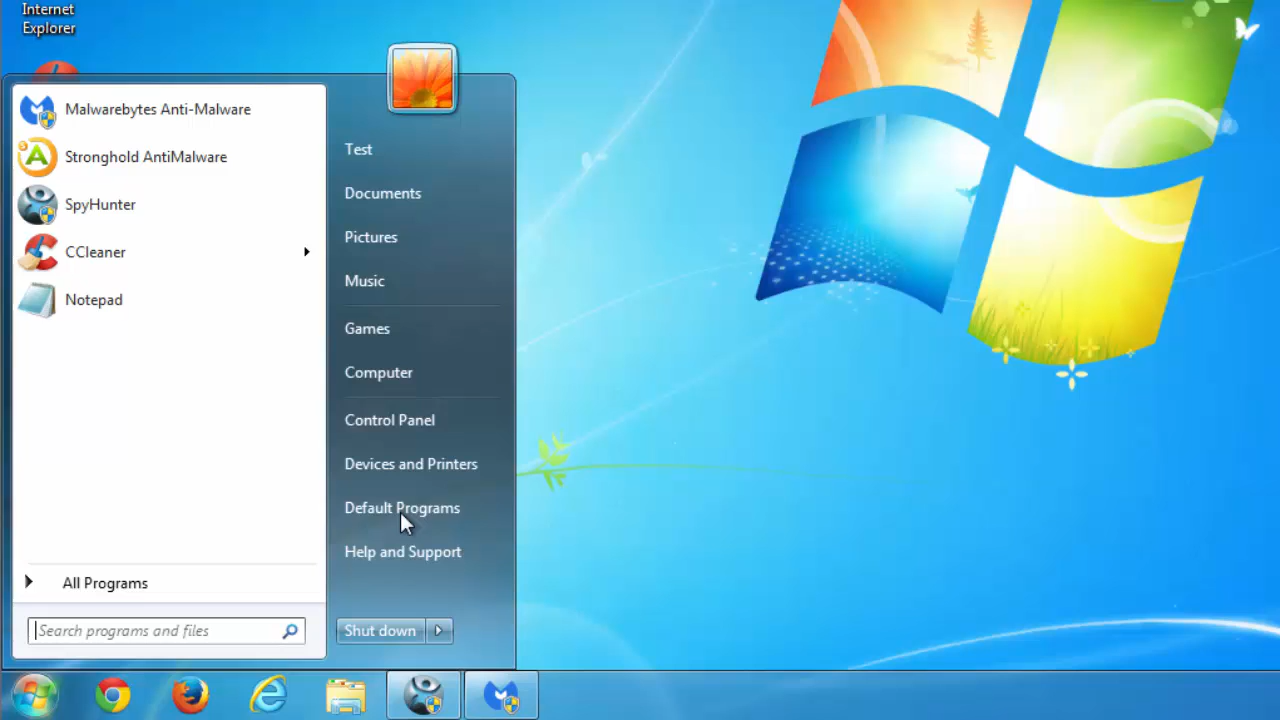 Internet
Explorer
Malwarebytes Anti-Malware
Stronghold AntiMalware
SpyHunter
CCleaner
Notepad
All Programs
Search programs and files
Test
Documents
Pictures
Music
Games
Computer
Control Panel
Devices and Printers
Default Programs
Help and Support
Shut down